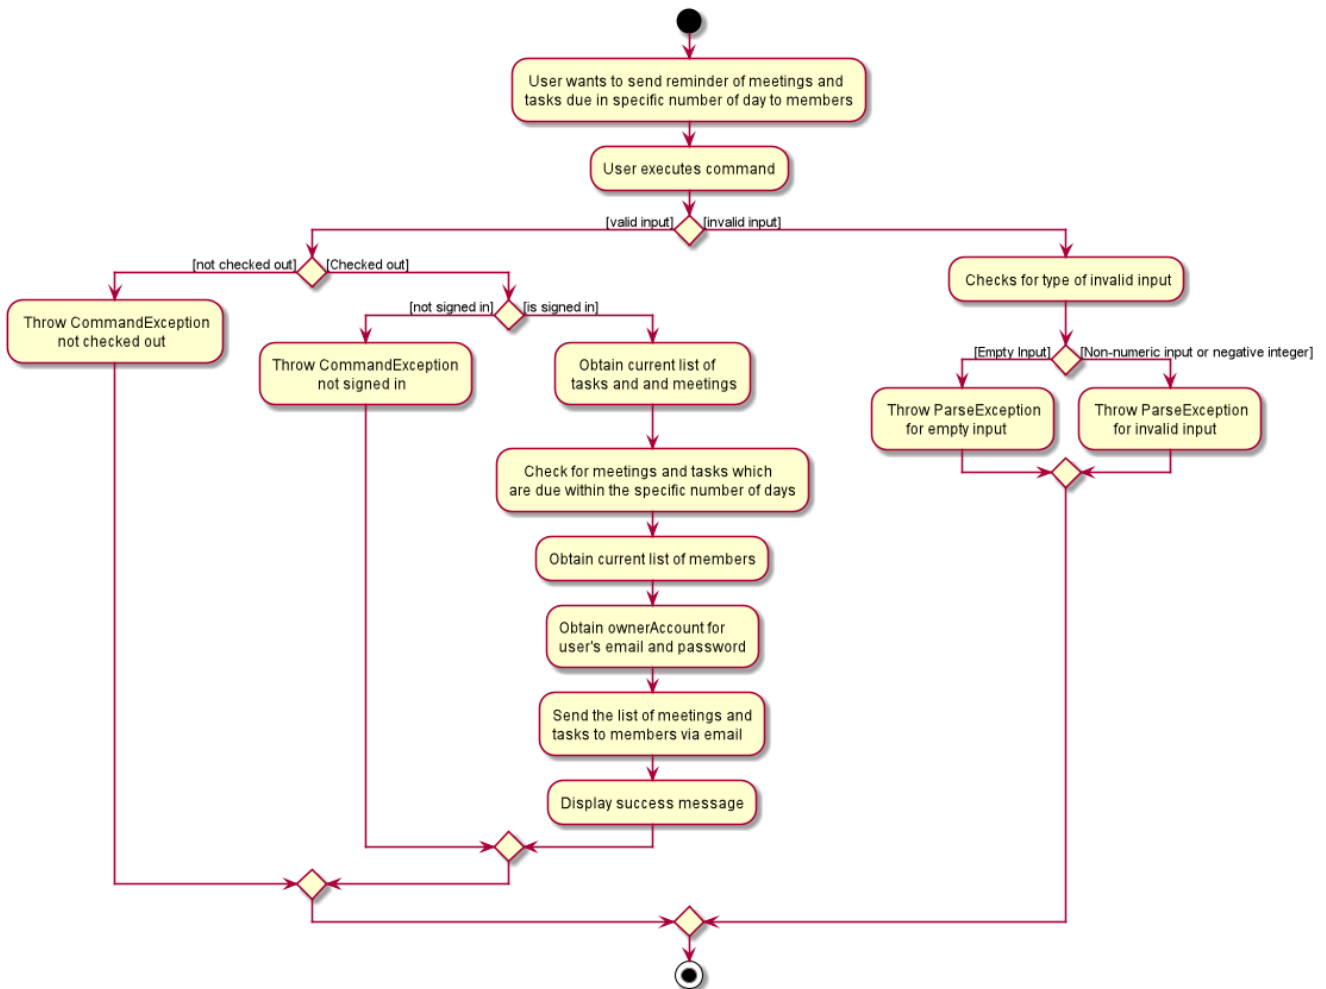 User wants to send reminder of meetings and
tasks due in specific number of day to members
User executes command
[valid input]
[invalid input]
[not checked out]
[Checked out]
Throw CommandException
not checked out
[not signed in]
[is signed in]
Throw CommandException
not signed in
Obtain current list of
tasks and and meetings
Check for meetings and tasks which
are due within the specific number of days
Obtain current list of members
Obtain ownerAccount for
user's email and password
Send the list of meetings and
tasks to members via email
Display success message
Checks for type of invalid input
[Empty Input]
[Non-numeric input or negative integer]
Throw ParseException
for empty input
Throw ParseException
for invalid input